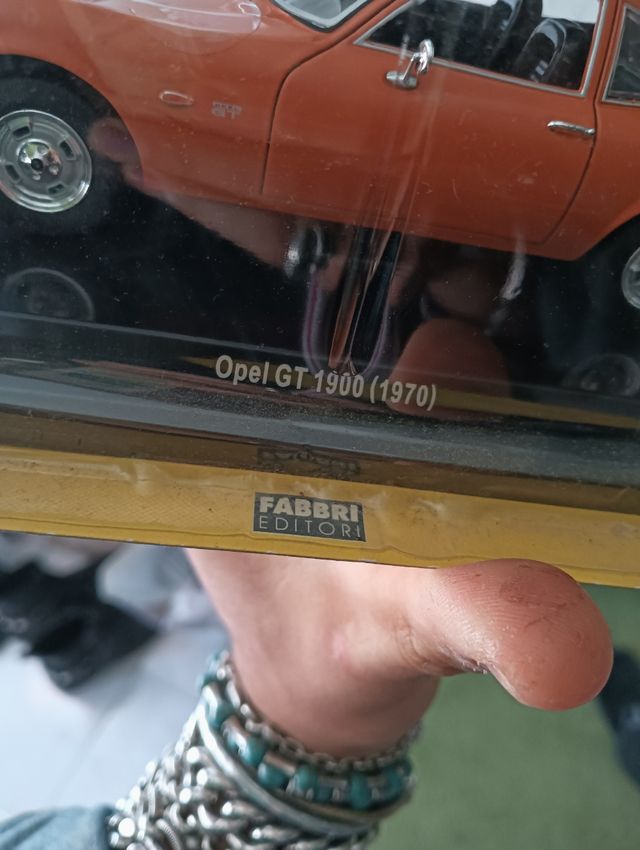 GT
Opel GT 1900 (1970)
FABBRI
EDITORI